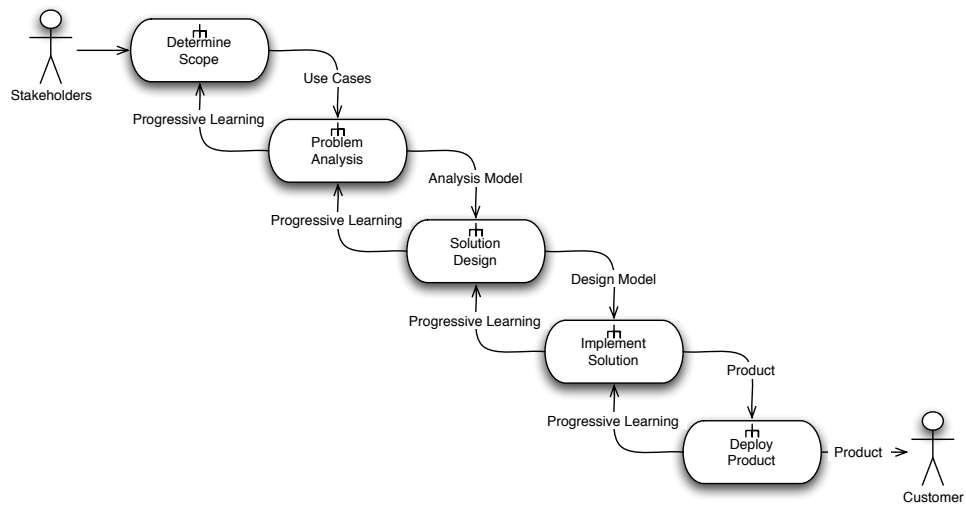 Determine
Scope
Stakeholders
Use Cases
Progressive Learning
Problem
Analysis
Analysis Model
Progressive Learning
Solution
Design
Design Model
Progressive Learning
Implement
Solution
Product
Progressive Learning
Deploy
Product
Product
Customer